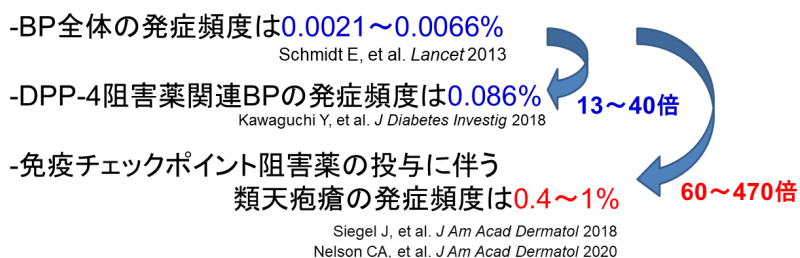 -BP全体の発症頻度は0.0021～0.0066%
Schmidt E, et al. Lancet 2013
-DPP-4阻害薬関連BPの発症頻度は0.086%
13～40倍
Kawaguchi Y, et al. J Diabetes Investig 2018
-免疫チェックポイント阻害薬の投与に伴う
類天疱瘡の発症頻度は0.4～1%
60～470倍
Siegel J, et al. J Am Acad Dermatol 2018
Nelson CA, et al. J Am Acad Dermatol 2020